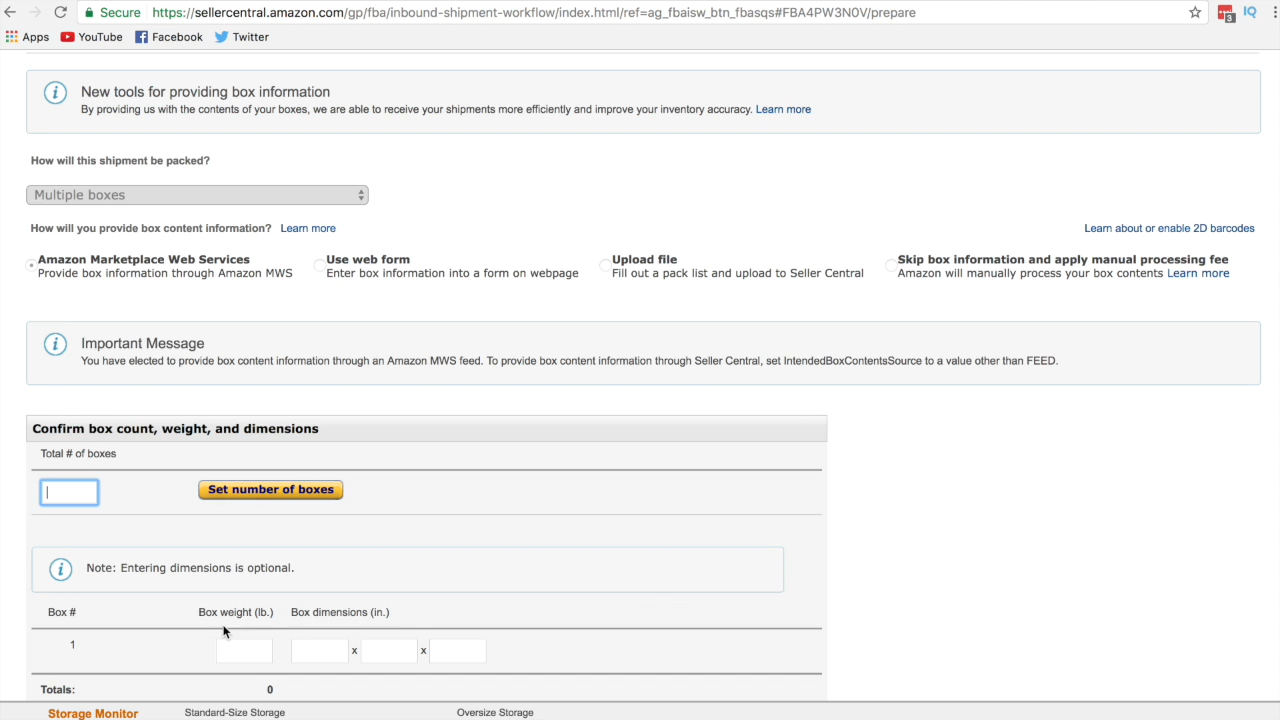 Secure https://sellercentral.amazon.com/gp/fba/inbound-shipment-workflow/index.html/ref=ag_fbaisw_btn_fbasqs#FBA4PW3N0V/prepare 3 IQ
Apps YouTube Facebook Twitter
New tools for providing box information
By providing us with the contents of your boxes, we are able to receive your shipments more efficiently and improve your inventory accuracy. Learn more
How will this shipment be packed?
Multiple boxes
How will you provide box content information? Learn more Learn about or enable 2D barcodes
Amazon Marketplace Web Services Use web form Upload file Skip box information and apply manual processing fee
Provide box information through Amazon MWS Enter box information into a form on webpage Fill out a pack list and upload to Seller Central Amazon will manually process your box contents Learn more
Important Message
You have elected to provide box content information through an Amazon MWS feed. To provide box content information through Seller Central, set IntendedBoxContentsSource to a value other than FEED.
Confirm box count, weight, and dimensions
Total # of boxes
Set number of boxes
Note: Entering dimensions is optional.
Box # Box weight (lb.) Box dimensions (in.)
1 x x
Totals: 0
Storage Monitor Standard-Size Storage Oversize Storage